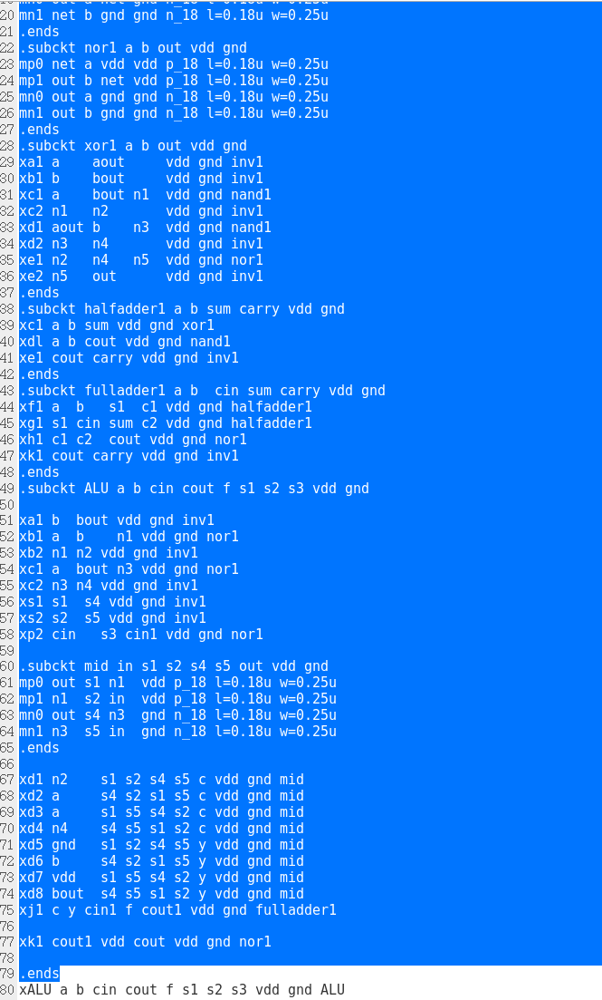 20 mn1 net b gnd gnd n_18 l=0.18u w=0.25u
21 .ends
22 .subckt nor1 a b out vdd gnd
23 mp0 net a vdd vdd p_18 l=0.18u w=0.25u
24 mp1 out b net vdd p_18 l=0.18u w=0.25u
25 mn0 out a gnd gnd n_18 l=0.18u w=0.25u
26 mn1 out b gnd gnd n_18 l=0.18u w=0.25u
27 .ends
28 .subckt xor1 a b out vdd gnd
29 xa1 a    aout     vdd gnd inv1
30 xb1 b    bout     vdd gnd inv1
31 xc1 a    bout n1  vdd gnd nand1
32 xc2 n1   n2       vdd gnd inv1
33 xd1 aout b    n3  vdd gnd nand1
34 xd2 n3   n4       vdd gnd inv1
35 xe1 n2   n4   n5  vdd gnd nor1
36 xe2 n5   out      vdd gnd inv1
37 .ends
38 .subckt halfadder1 a b sum carry vdd gnd
39 xc1 a b sum vdd gnd xor1
40 xdl a b cout vdd gnd nand1
41 xe1 cout carry vdd gnd inv1
42 .ends
43 .subckt fulladder1 a b  cin sum carry vdd gnd
44 xf1 a  b   s1  c1 vdd gnd halfadder1
45 xg1 s1 cin sum c2 vdd gnd halfadder1
46 xh1 c1 c2  cout vdd gnd nor1
47 xk1 cout carry vdd gnd inv1
48 .ends
49 .subckt ALU a b cin cout f s1 s2 s3 vdd gnd
50
51 xa1 b  bout vdd gnd inv1
52 xb1 a  b    n1 vdd gnd nor1
53 xb2 n1 n2 vdd gnd inv1
54 xc1 a  bout n3 vdd gnd nor1
55 xc2 n3 n4 vdd gnd inv1
56 xs1 s1  s4 vdd gnd inv1
57 xs2 s2  s5 vdd gnd inv1
58 xp2 cin   s3 cin1 vdd gnd nor1
59
60 .subckt mid in s1 s2 s4 s5 out vdd gnd
61 mp0 out s1 n1  vdd p_18 l=0.18u w=0.25u
62 mp1 n1  s2 in  vdd p_18 l=0.18u w=0.25u
63 mn0 out s4 n3  gnd n_18 l=0.18u w=0.25u
64 mn1 n3  s5 in  gnd n_18 l=0.18u w=0.25u
65 .ends
66
67 xd1 n2    s1 s2 s4 s5 c vdd gnd mid
68 xd2 a     s4 s2 s1 s5 c vdd gnd mid
69 xd3 a     s1 s5 s4 s2 c vdd gnd mid
70 xd4 n4    s4 s5 s1 s2 c vdd gnd mid
71 xd5 gnd   s1 s2 s4 s5 y vdd gnd mid
72 xd6 b     s4 s2 s1 s5 y vdd gnd mid
73 xd7 vdd   s1 s5 s4 s2 y vdd gnd mid
74 xd8 bout  s4 s5 s1 s2 y vdd gnd mid
75 xj1 c y cin1 f cout1 vdd gnd fulladder1
76
77 xk1 cout1 vdd cout vdd gnd nor1
78
79 .ends
80 xALU a b cin cout f s1 s2 s3 vdd gnd ALU